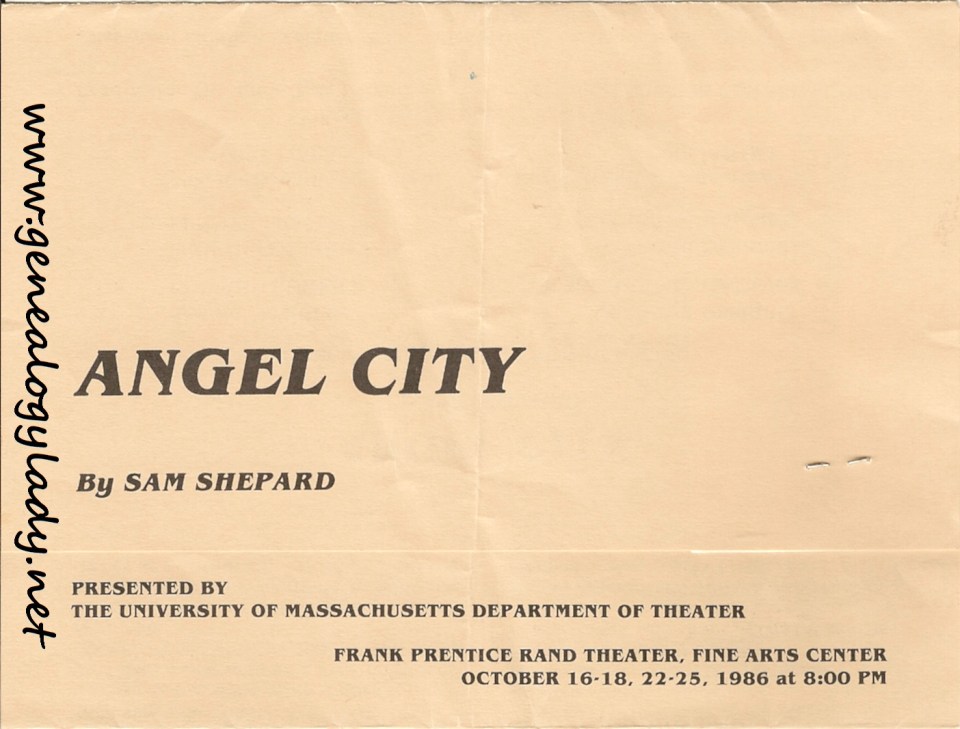 ANGEL CITY
By SAM SHEPARD
PRESENTED BY
THE UNIVERSITY OF MASSACHUSETTS DEPARTMENT OF THEATER
FRANK PRENTICE RAND THEATER, FINE ARTS CENTER
OCTOBER 16-18, 22-25, 1986 at 8:00 PM
www.genealogylady.net